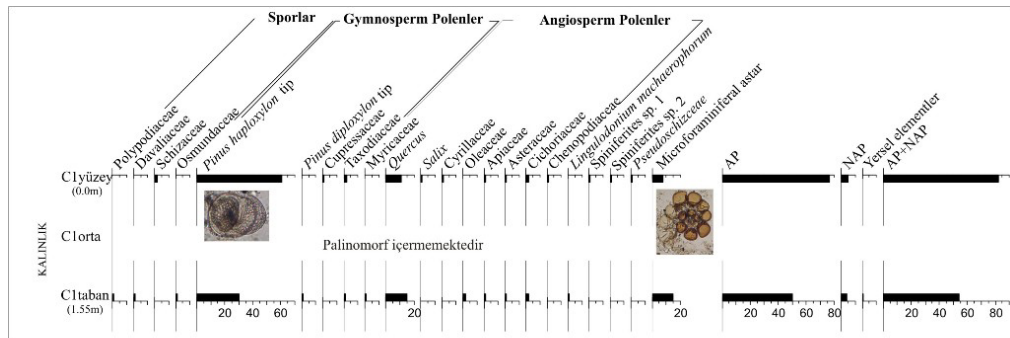 Sporlar
Gymnosperm Polenler
Angiosperm Polenler
Polypodiaceae
Davaliaceae
Schizaceae
Osmundaceae
Pinus haploxylon tip
Pinus diploxylon tip
Cupressaceae
Taxodiaceae
Myricaceae
Quercus
Salix
Cyrillaceae
Oleaceae
Apiaceae
Asteraceae
Cichoriaceae
Chenopodiaceae
Lingulodonitum machaerophorum
Spiniferites sp. 1
Spiniferites sp. 2
Pseudoschizceae
Microforaminiferal astar
AP
NAP
Yersel elementler
AP+NAP
KALINLIK
C1yüzey
(0.0m)
C1orta
Palinomorf içermemektedir
C1taban
(1.55m)
20 40 60 20 20 20 40 60 80 20 40 60 80